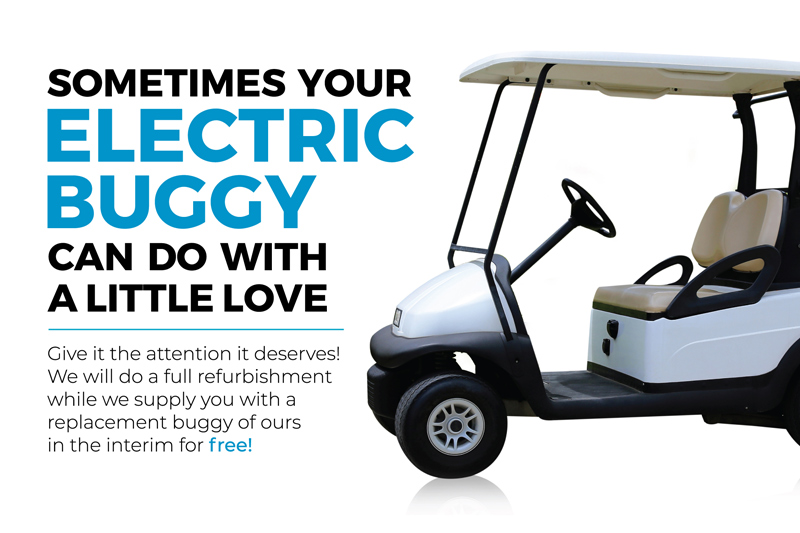 SOMETIMES YOUR
ELECTRIC
BUGGY
CAN DO WITH
A LITTLE LOVE
Give it the attention it deserves!
We will do a full refurbishment
while we supply you with a
replacement buggy of ours
in the interim for free!